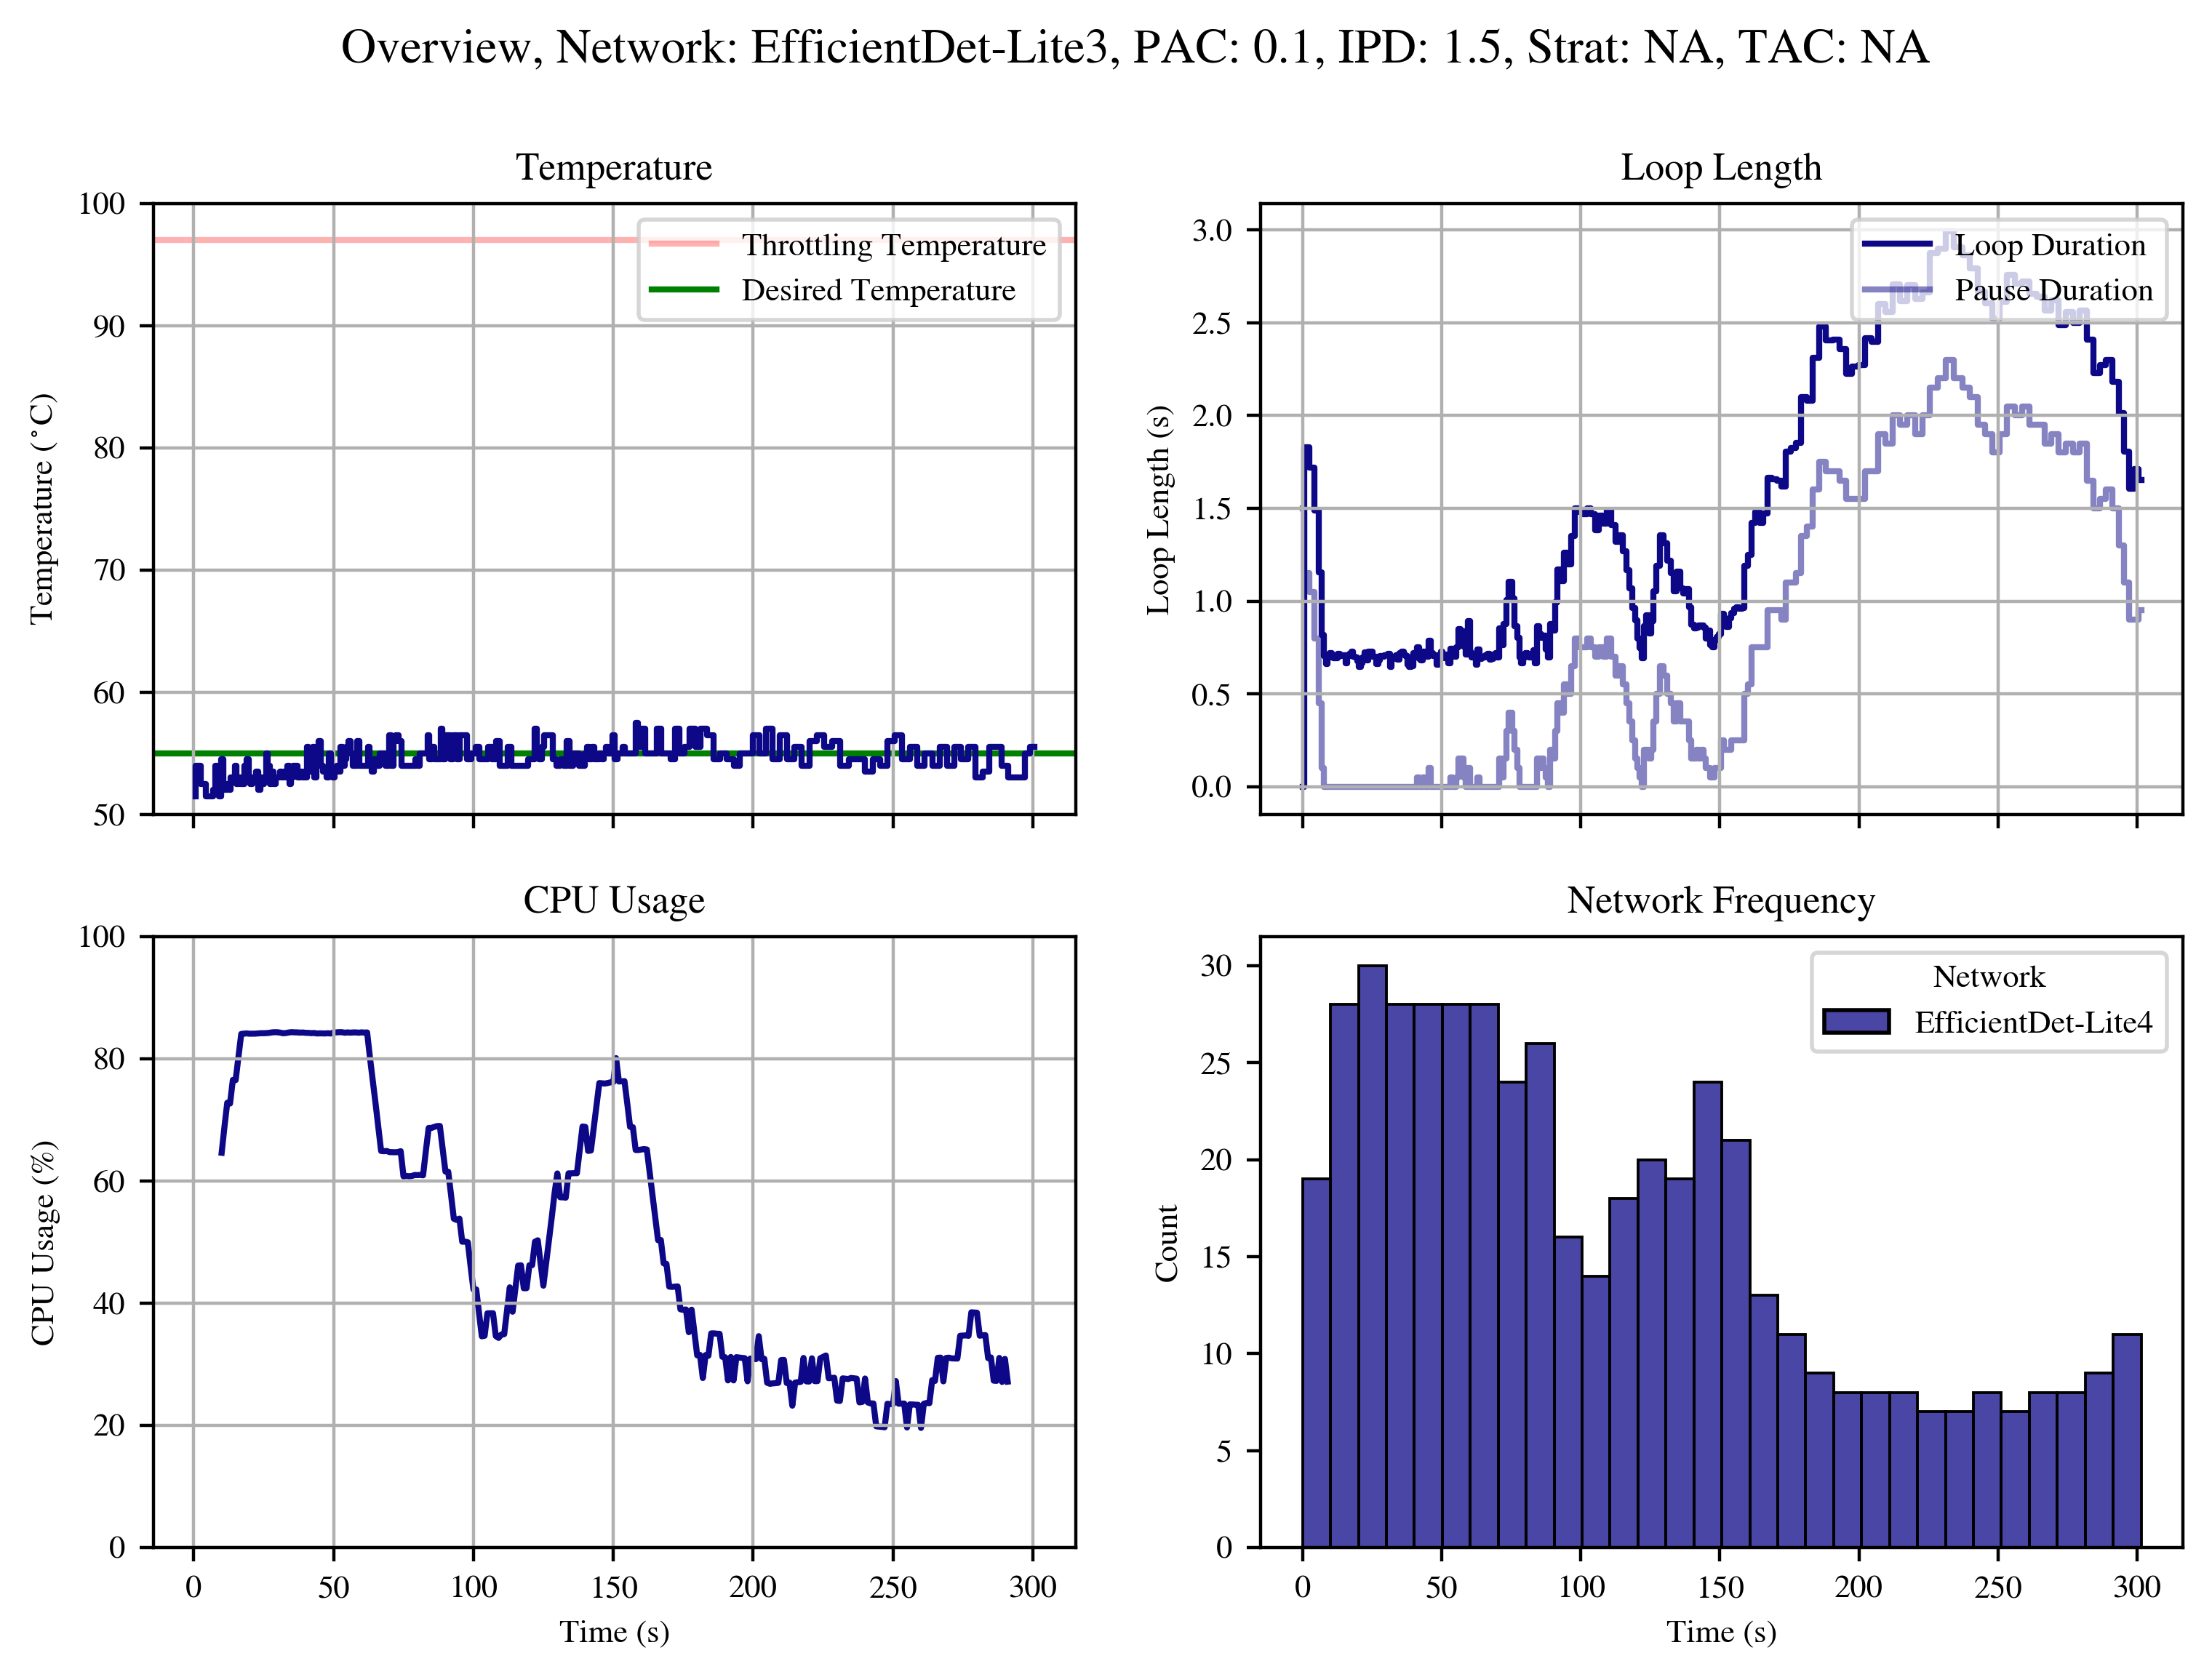 Overview, Network: EfficientDet-Lite3, PAC: 0.1, IPD: 1.5, Strat: NA, TAC: NA
Temperature
100
90
80
70
60
50
Temperature (°C)
Throttling Temperature
Desired Temperature
Loop Length
3.0
2.5
2.0
1.5
1.0
0.5
0.0
Loop Length (s)
Loop Duration
Pause Duration
CPU Usage
100
80
60
40
20
0
CPU Usage (%)
0 50 100 150 200 250 300
Time (s)
Network Frequency
30
25
20
15
10
5
0
Count
Network
EfficientDet-Lite4
0 50 100 150 200 250 300
Time (s)